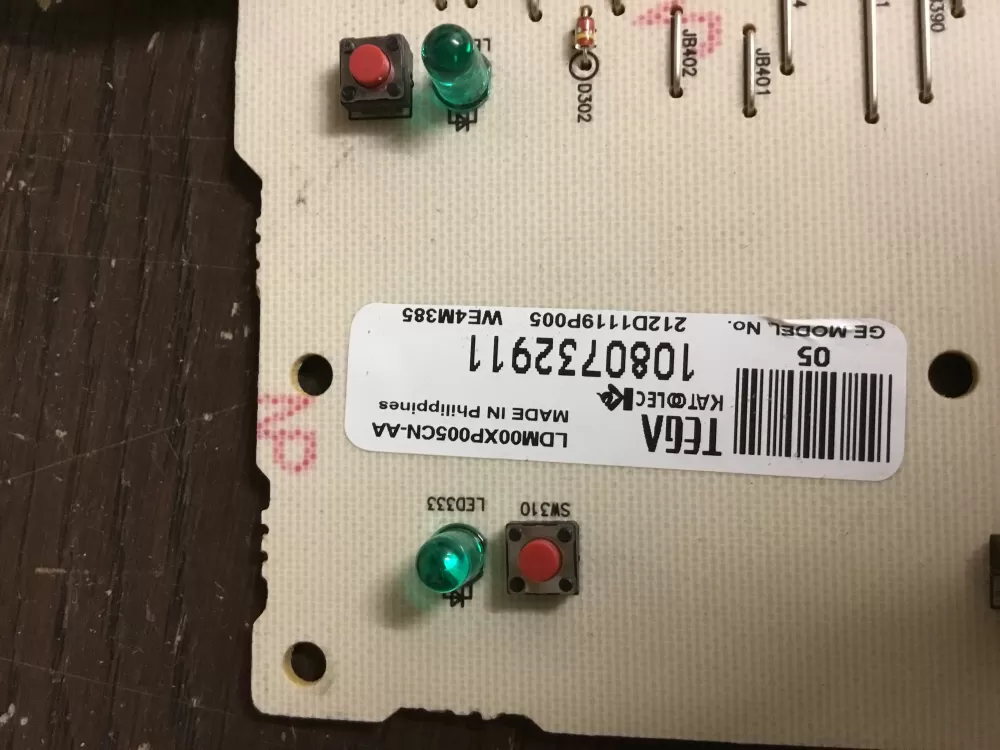 D302
JB402
JB401
LDM00XP005CN-AA
MADE IN Philippines
TEGA
KATOLEC
1080732911
05
GE MODEL No. 212D1119P005 WE4M385
SW310
LED333